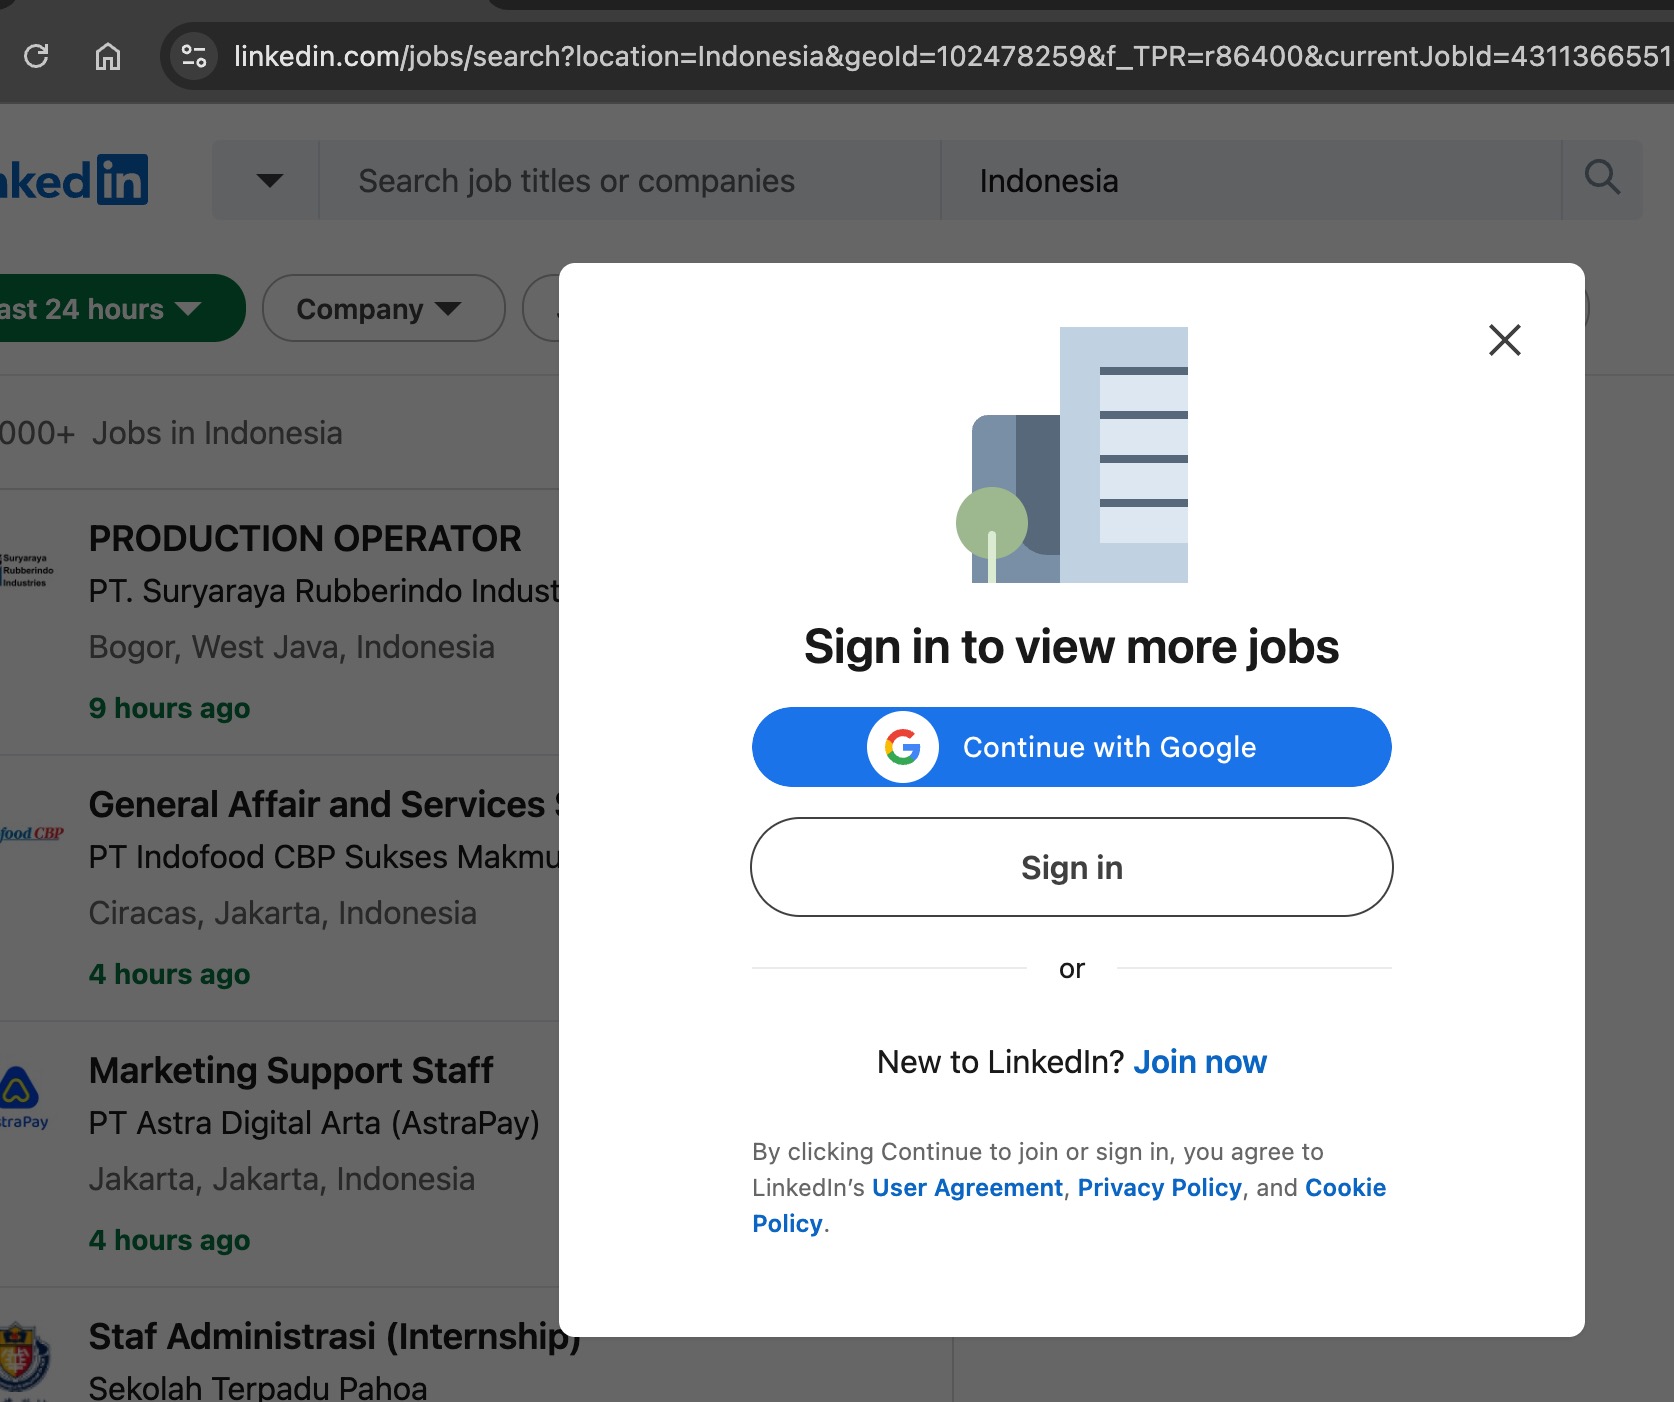 linkedin.com/jobs/search?location=Indonesia&geoId=102478259&f_TPR=r86400&currentJobId=4311366551
nkedin
Search job titles or companies
Indonesia
ast 24 hours
Company
000+ Jobs in Indonesia
Suryaraya
Rubberindo
Industries
PRODUCTION OPERATOR
PT. Suryaraya Rubberindo Indust
Bogor, West Java, Indonesia
9 hours ago
food CBP
General Affair and Services S
PT Indofood CBP Sukses Makmu
Ciracas, Jakarta, Indonesia
4 hours ago
straPay
Marketing Support Staff
PT Astra Digital Arta (AstraPay)
Jakarta, Jakarta, Indonesia
4 hours ago
Staf Administrasi (Internship)
Sekolah Terpadu Pahoa
Sign in to view more jobs
Continue with Google
Sign in
or
New to LinkedIn? Join now
By clicking Continue to join or sign in, you agree to
LinkedIn’s User Agreement, Privacy Policy, and Cookie
Policy.